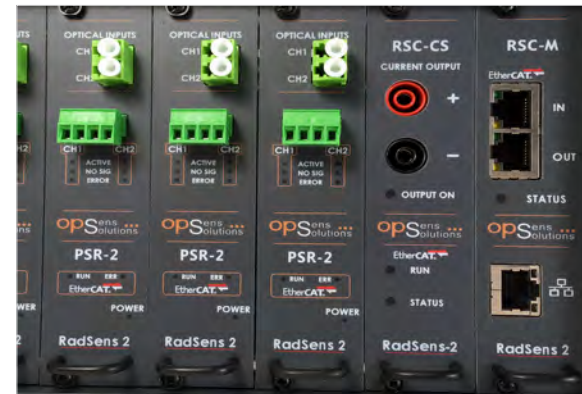 UTS
H2
WER
2
OPTICAL INPUTS
CH1
CH2
CH1 CH2
ACTIVE
NO SIG
ERROR
opSens Solutions
PSR-2
RUN ERR
EtherCAT.
POWER
RadSens 2
OPTICAL INPUTS
CH1
CH2
CH1 CH2
ACTIVE
NO SIG
ERROR
opSens Solutions
PSR-2
RUN ERR
EtherCAT.
POWER
RadSens 2
OPTICAL INPUTS
CH1
CH2
CH1 CH2
ACTIVE
NO SIG
ERROR
opSens Solutions
PSR-2
RUN ERR
EtherCAT.
POWER
RadSens 2
RSC-CS
CURRENT OUTPUT
+
−
OUTPUT ON
opSens Solutions
EtherCAT.
RUN
STATUS
RadSens-2
RSC-M
EtherCAT.
IN
OUT
STATUS
opSens Solutions
RadSens 2